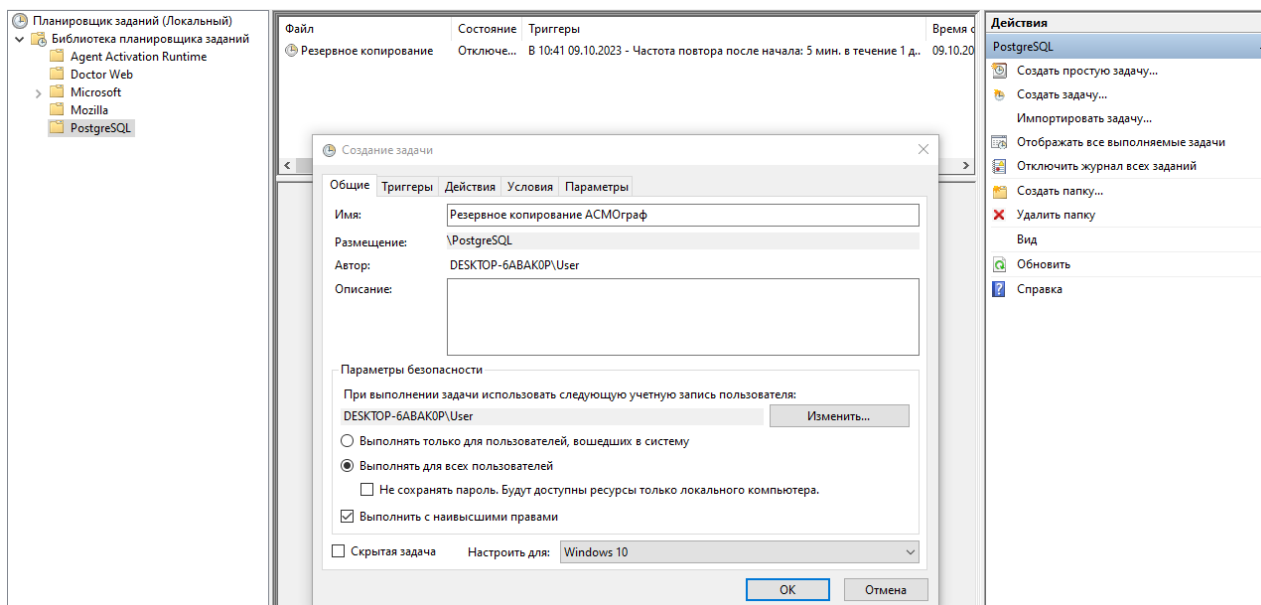 Планировщик заданий (Локальный)
Библиотека планировщика заданий
Agent Activation Runtime
Doctor Web
Microsoft
Mozilla
PostgreSQL
Файл Состояние Триггеры Время с
Резервное копирование Отключе... В 10:41 09.10.2023 - Частота повтора после начала: 5 мин. в течение 1 д.. 09.10.20
Создание задачи
Общие Триггеры Действия Условия Параметры
Имя: Резервное копирование АСМОграф
Размещение: \PostgreSQL
Автор: DESKTOP-6ABAK0P\User
Описание:
Параметры безопасности
При выполнении задачи использовать следующую учетную запись пользователя:
DESKTOP-6ABAK0P\User Изменить...
Выполнять только для пользователей, вошедших в систему
Выполнять для всех пользователей
Не сохранять пароль. Будут доступны ресурсы только локального компьютера.
Выполнить с наивысшими правами
Скрытая задача Настроить для: Windows 10
OK Отмена
Действия
PostgreSQL
Создать простую задачу...
Создать задачу...
Импортировать задачу...
Отображать все выполняемые задачи
Отключить журнал всех заданий
Создать папку...
Удалить папку
Вид
Обновить
Справка